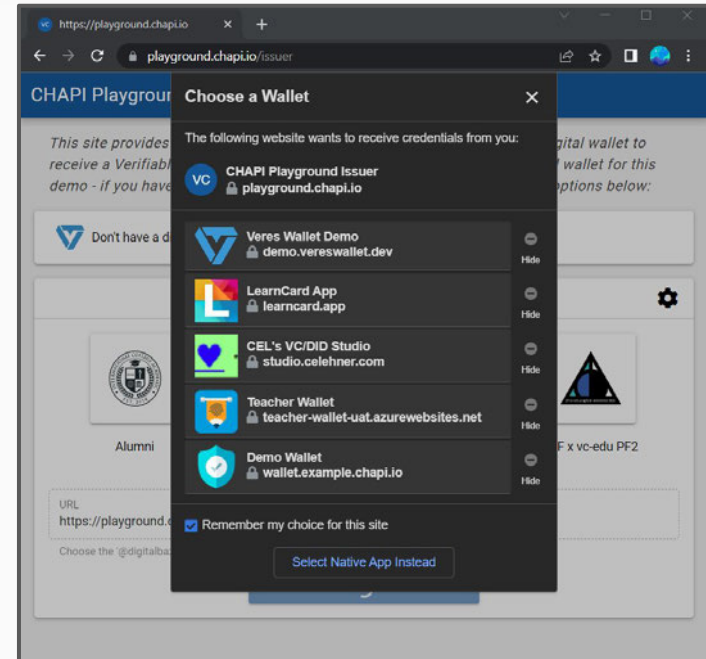 https://playground.chapi.io
playground.chapi.io/issuer
CHAPI Playgroun
Choose a Wallet
This site provides
gital wallet to
receive a Verifiabl
wallet for this
demo - if you have
ptions below:
The following website wants to receive credentials from you:
VC
CHAPI Playground Issuer
playground.chapi.io
Don't have a di
Veres Wallet Demo
demo.vereswallet.dev
Hide
LearnCard App
learncard.app
Hide
CEL's VC/DID Studio
studio.celehner.com
Hide
Teacher Wallet
teacher-wallet-uat.azurewebsites.net
Hide
Demo Wallet
wallet.example.chapi.io
Hide
Alumni
F x vc-edu PF2
URL
https://playground.c
Choose the '@digitalba
Remember my choice for this site
Select Native App Instead